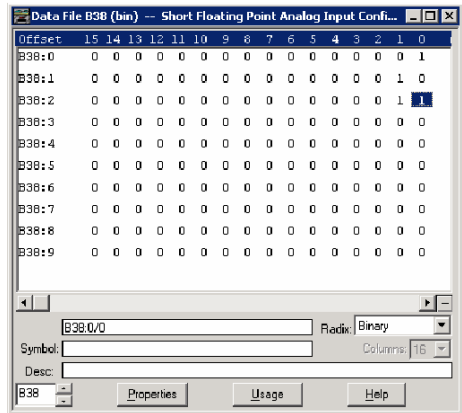 Data File B38 (bin) -- Short Floating Point Analog Input Confi...
Offset 15 14 13 12 11 10 9 8 7 6 5 4 3 2 1 0
B38:0 0 0 0 0 0 0 0 0 0 0 0 0 0 0 0 1
B38:1 0 0 0 0 0 0 0 0 0 0 0 0 0 0 1 0
B38:2 0 0 0 0 0 0 0 0 0 0 0 0 0 0 1 1
B38:3 0 0 0 0 0 0 0 0 0 0 0 0 0 0 0 0
B38:4 0 0 0 0 0 0 0 0 0 0 0 0 0 0 0 0
B38:5 0 0 0 0 0 0 0 0 0 0 0 0 0 0 0 0
B38:6 0 0 0 0 0 0 0 0 0 0 0 0 0 0 0 0
B38:7 0 0 0 0 0 0 0 0 0 0 0 0 0 0 0 0
B38:8 0 0 0 0 0 0 0 0 0 0 0 0 0 0 0 0
B38:9 0 0 0 0 0 0 0 0 0 0 0 0 0 0 0 0
B38:0/0 Radix: Binary
Symbol: Columns: 16
Desc:
B38 Properties Usage Help